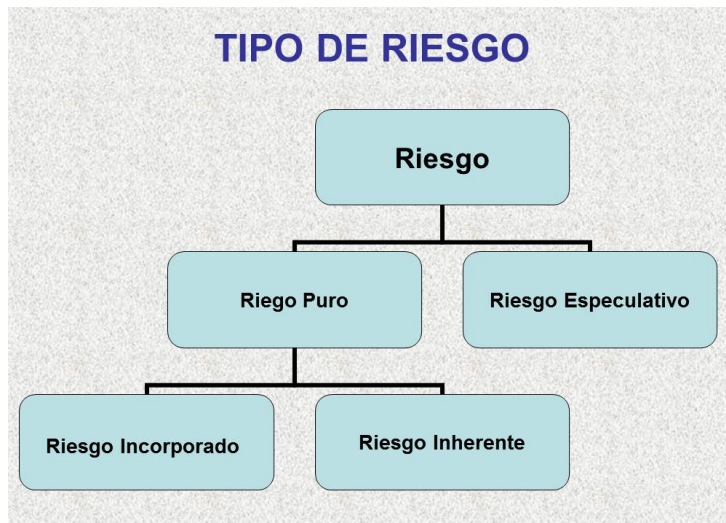 TIPO DE RIESGO
Riesgo
Riego Puro
Riesgo Especulativo
Riesgo Incorporado
Riesgo Inherente